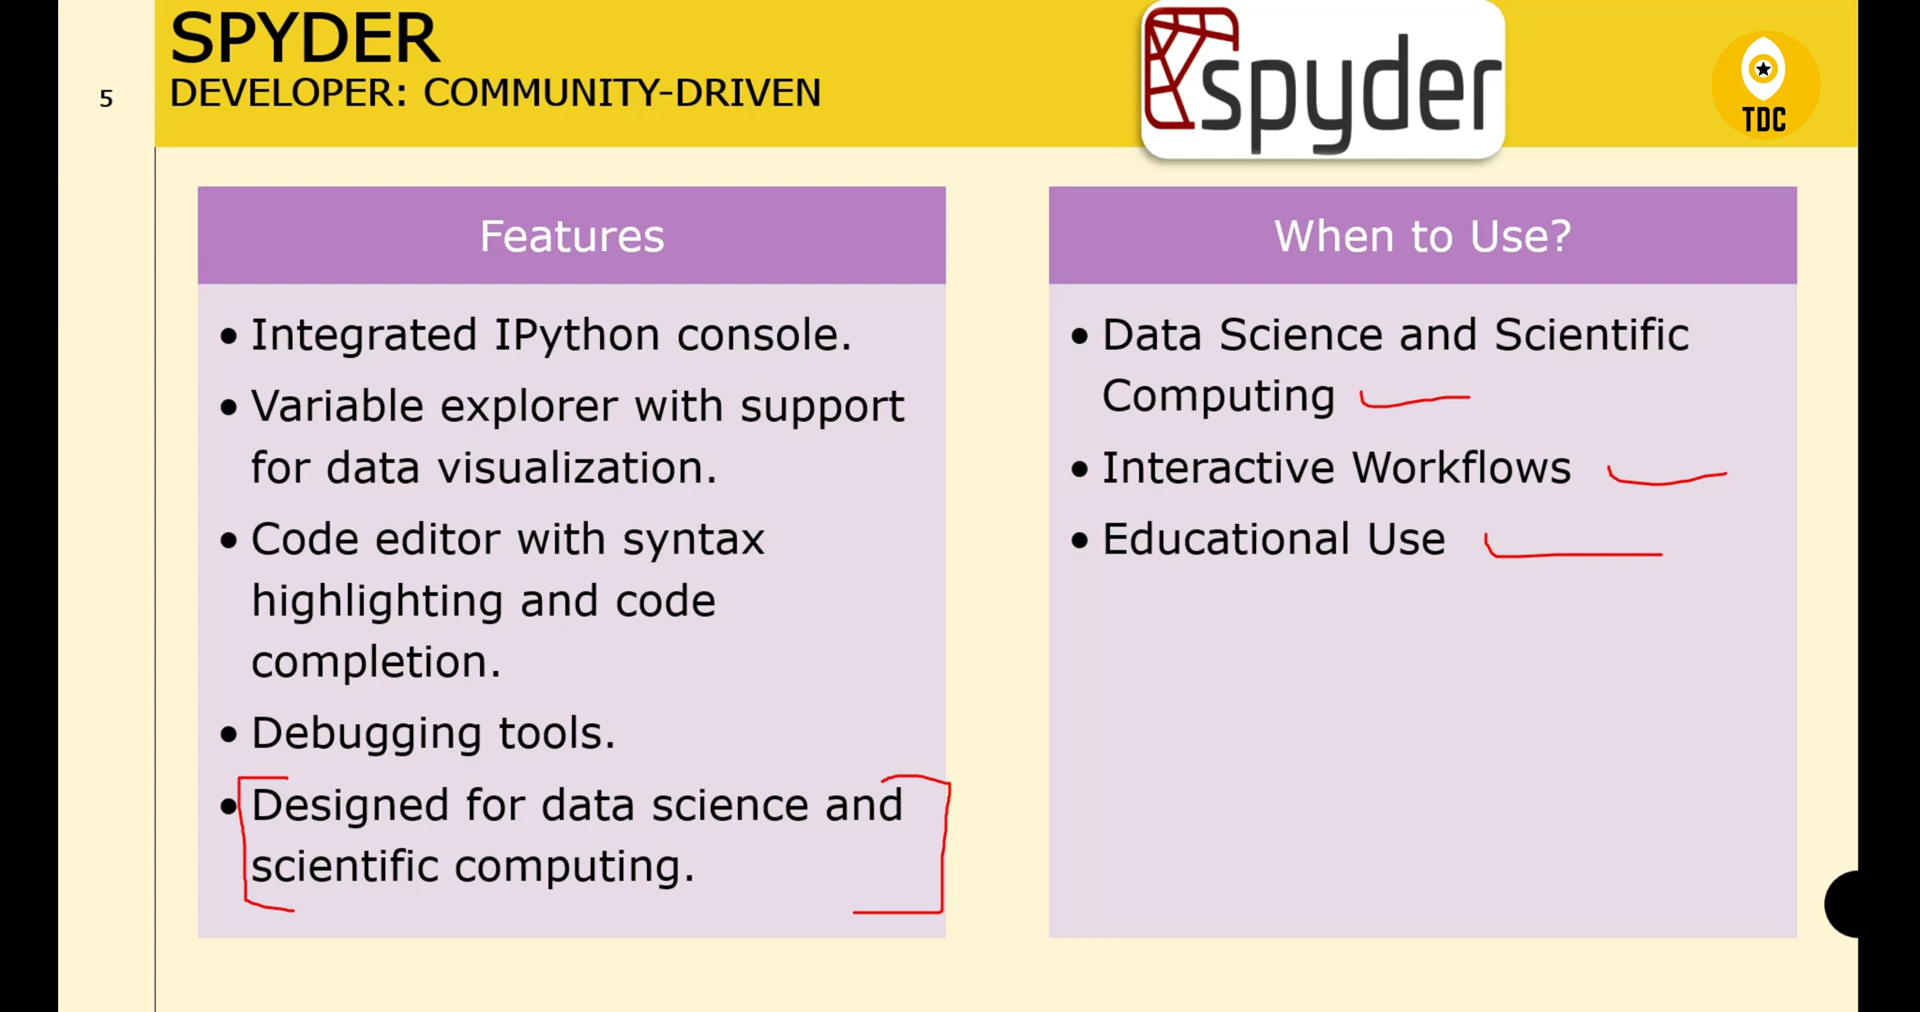 SPYDER
DEVELOPER: COMMUNITY-DRIVEN
5
spyder
TDC
Features
• Integrated IPython console.
• Variable explorer with support
for data visualization.
• Code editor with syntax
highlighting and code
completion.
• Debugging tools.
• Designed for data science and
scientific computing.
When to Use?
• Data Science and Scientific
Computing
• Interactive Workflows
• Educational Use